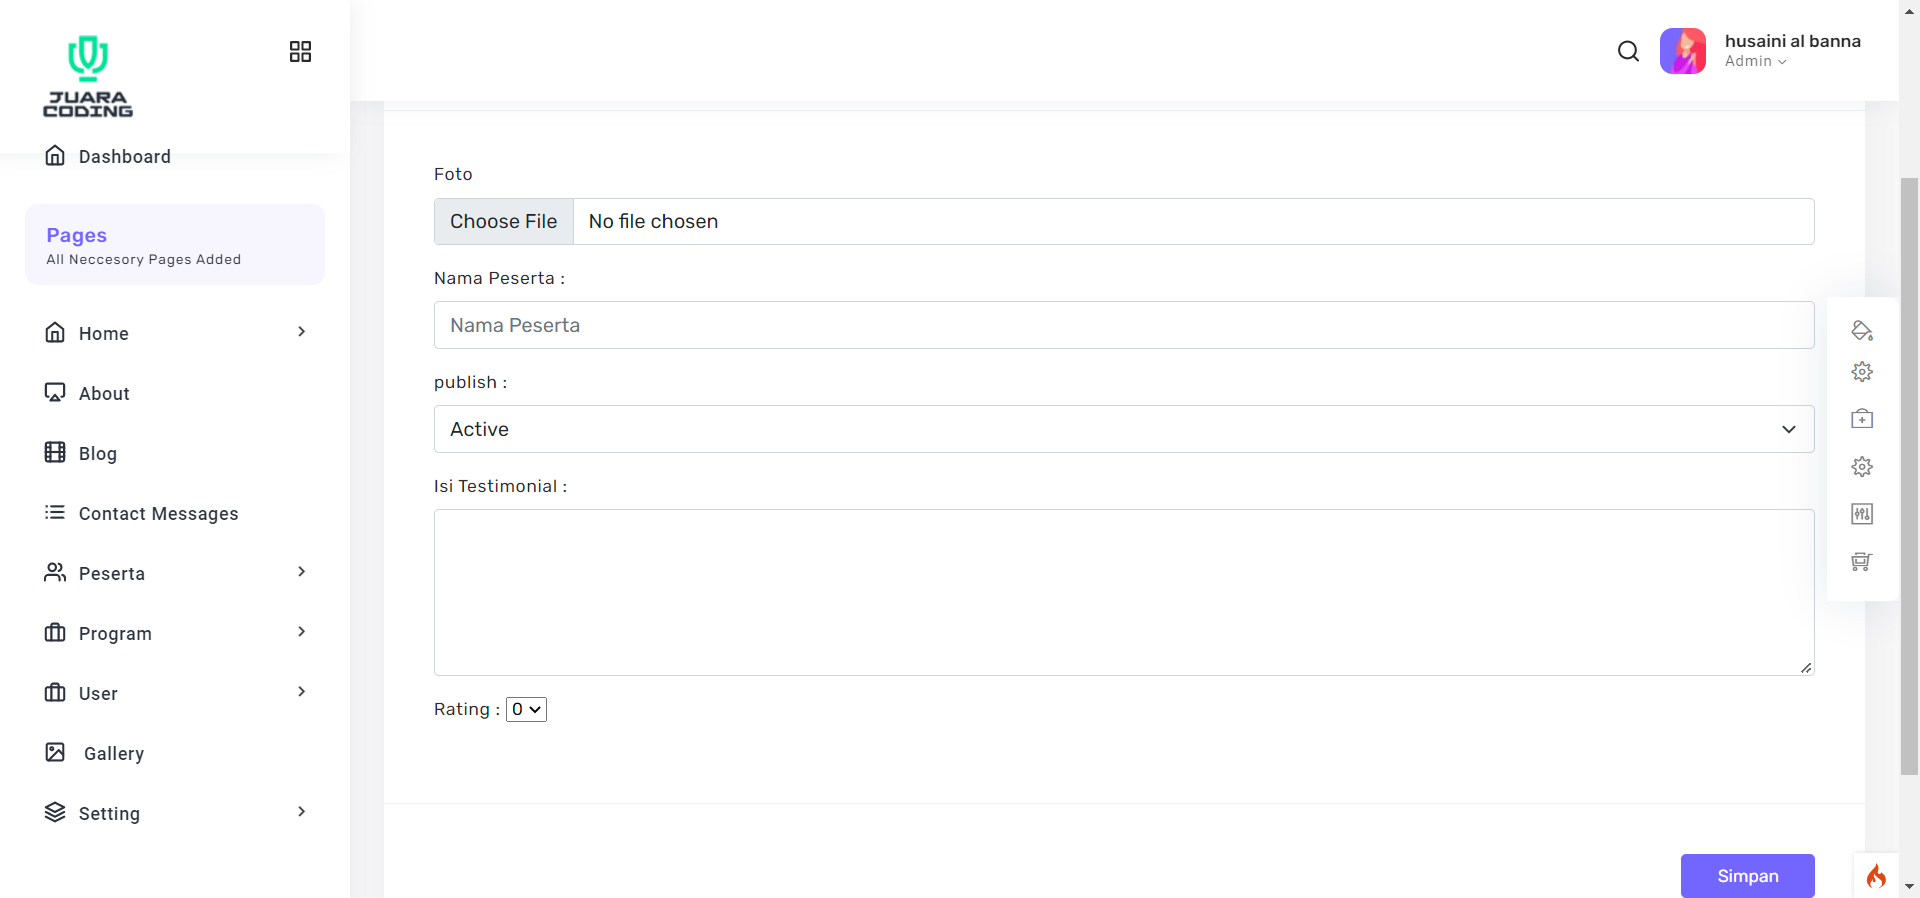 JUARA
CODING
husaini al banna
Admin
Dashboard
Pages
All Neccesory Pages Added
Home
About
Blog
Contact Messages
Peserta
Program
User
Gallery
Setting
Foto
Choose File No file chosen
Nama Peserta :
Nama Peserta
publish :
Active
Isi Testimonial :
Rating : 0
Simpan